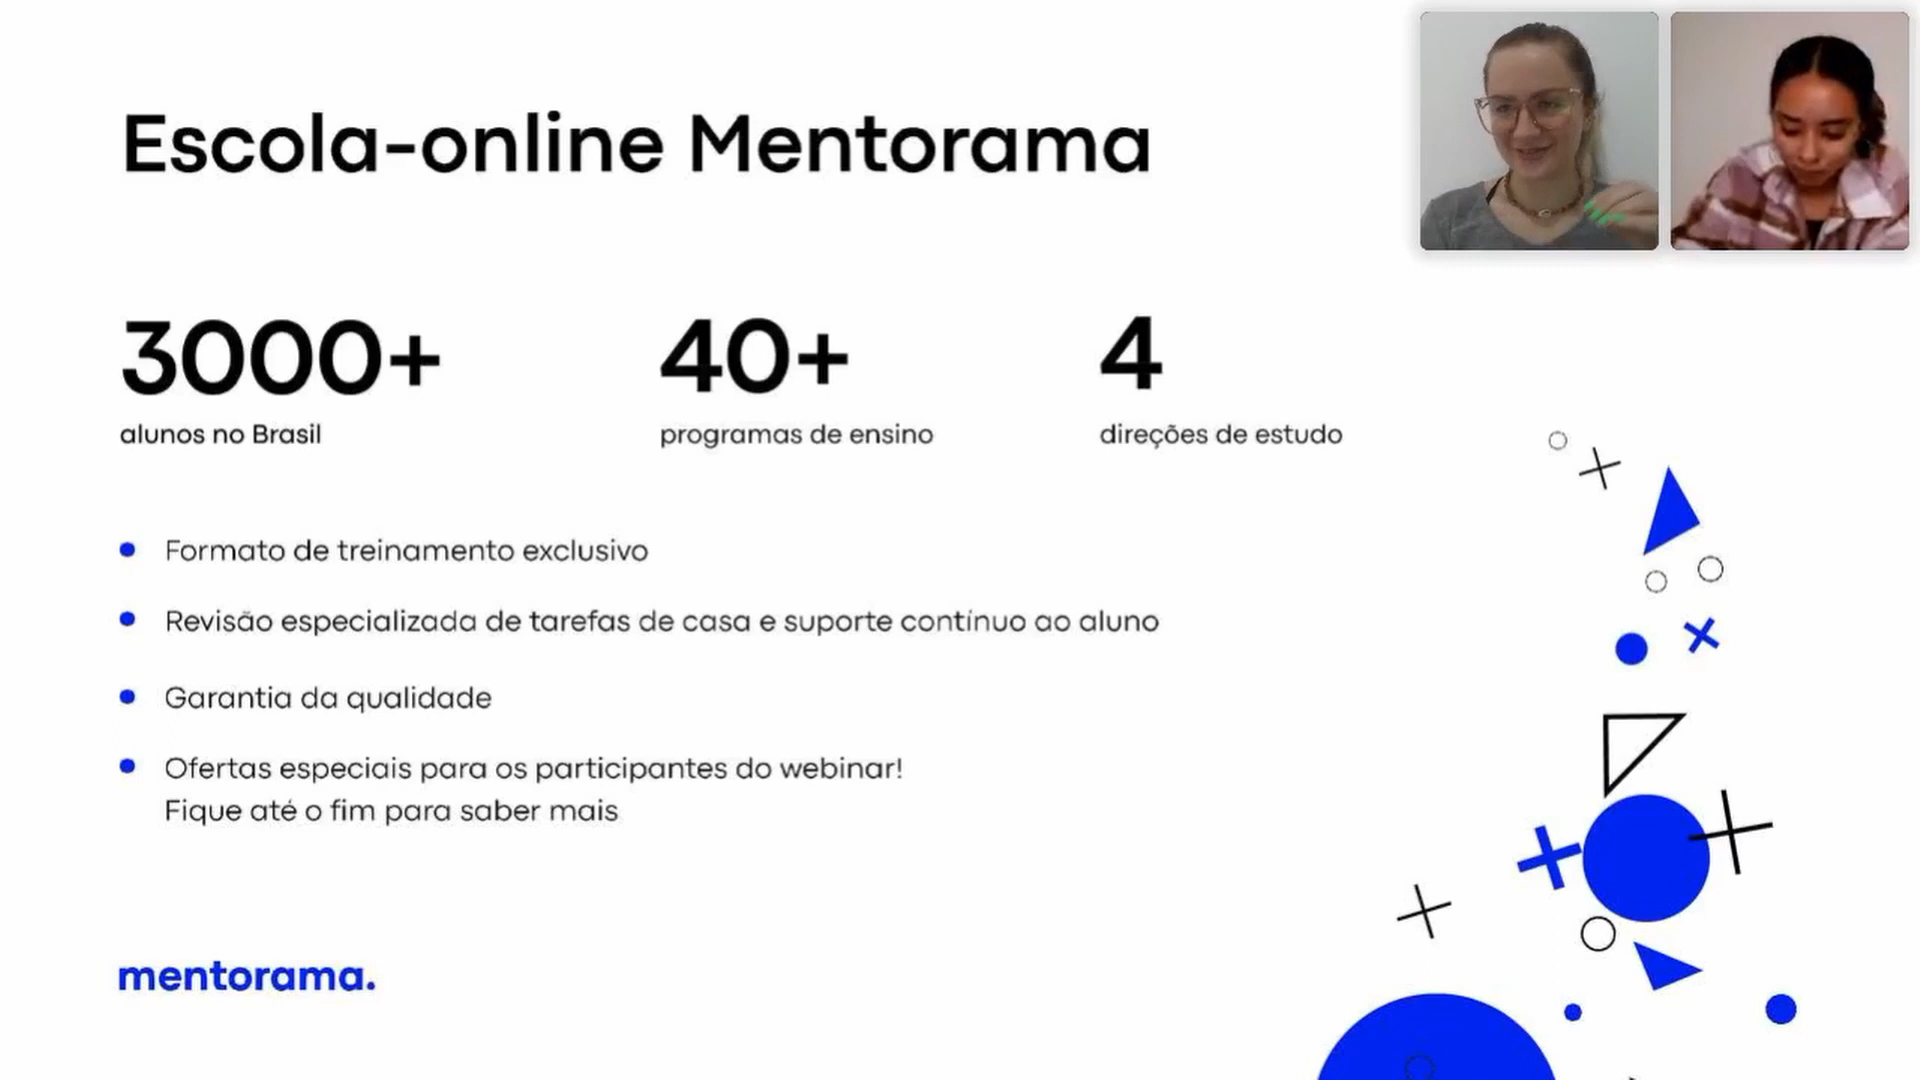 Escola-online Mentorama
3000+
alunos no Brasil
40+
programas de ensino
4
direções de estudo
Formato de treinamento exclusivo
Revisão especializada de tarefas de casa e suporte contínuo ao aluno
Garantia da qualidade
Ofertas especiais para os participantes do webinar!
Fique até o fim para saber mais
mentorama.